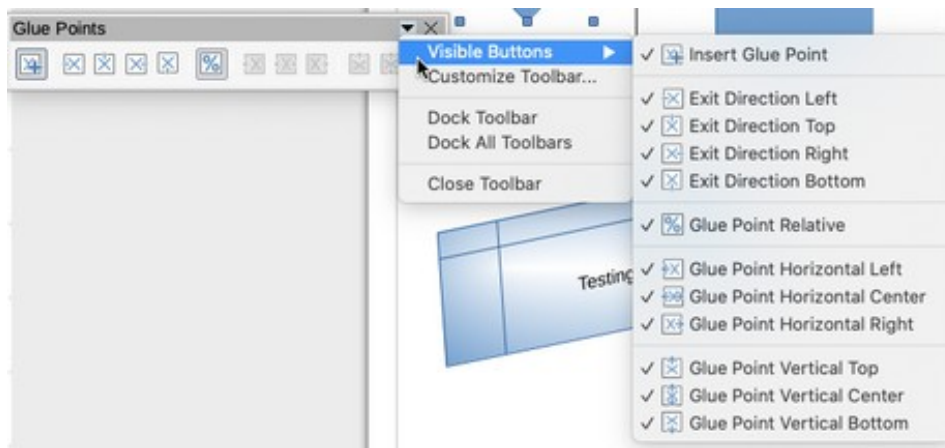 Glue Points
Visible Buttons
Customize Toolbar...
Dock Toolbar
Dock All Toolbars
Close Toolbar
Insert Glue Point
Exit Direction Left
Exit Direction Top
Exit Direction Right
Exit Direction Bottom
Glue Point Relative
Glue Point Horizontal Left
Glue Point Horizontal Center
Glue Point Horizontal Right
Glue Point Vertical Top
Glue Point Vertical Center
Glue Point Vertical Bottom
Testing